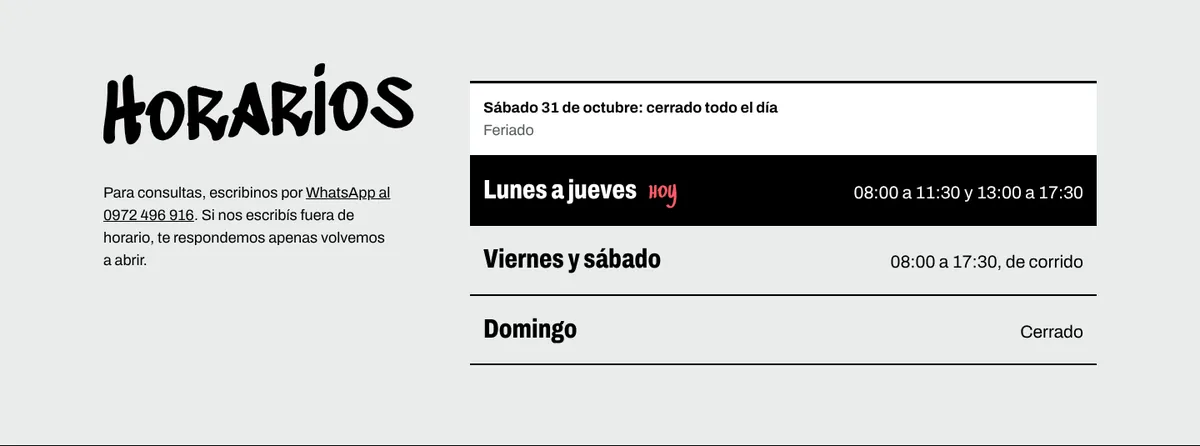 HORARIOS
Para consultas, escribinos por WhatsApp al
0972 496 916. Si nos escribís fuera de
horario, te respondemos apenas volvemos
a abrir.
Sábado 31 de octubre: cerrado todo el día
Feriado
Lunes a jueves HOY 08:00 a 11:30 y 13:00 a 17:30
Viernes y sábado 08:00 a 17:30, de corrido
Domingo Cerrado